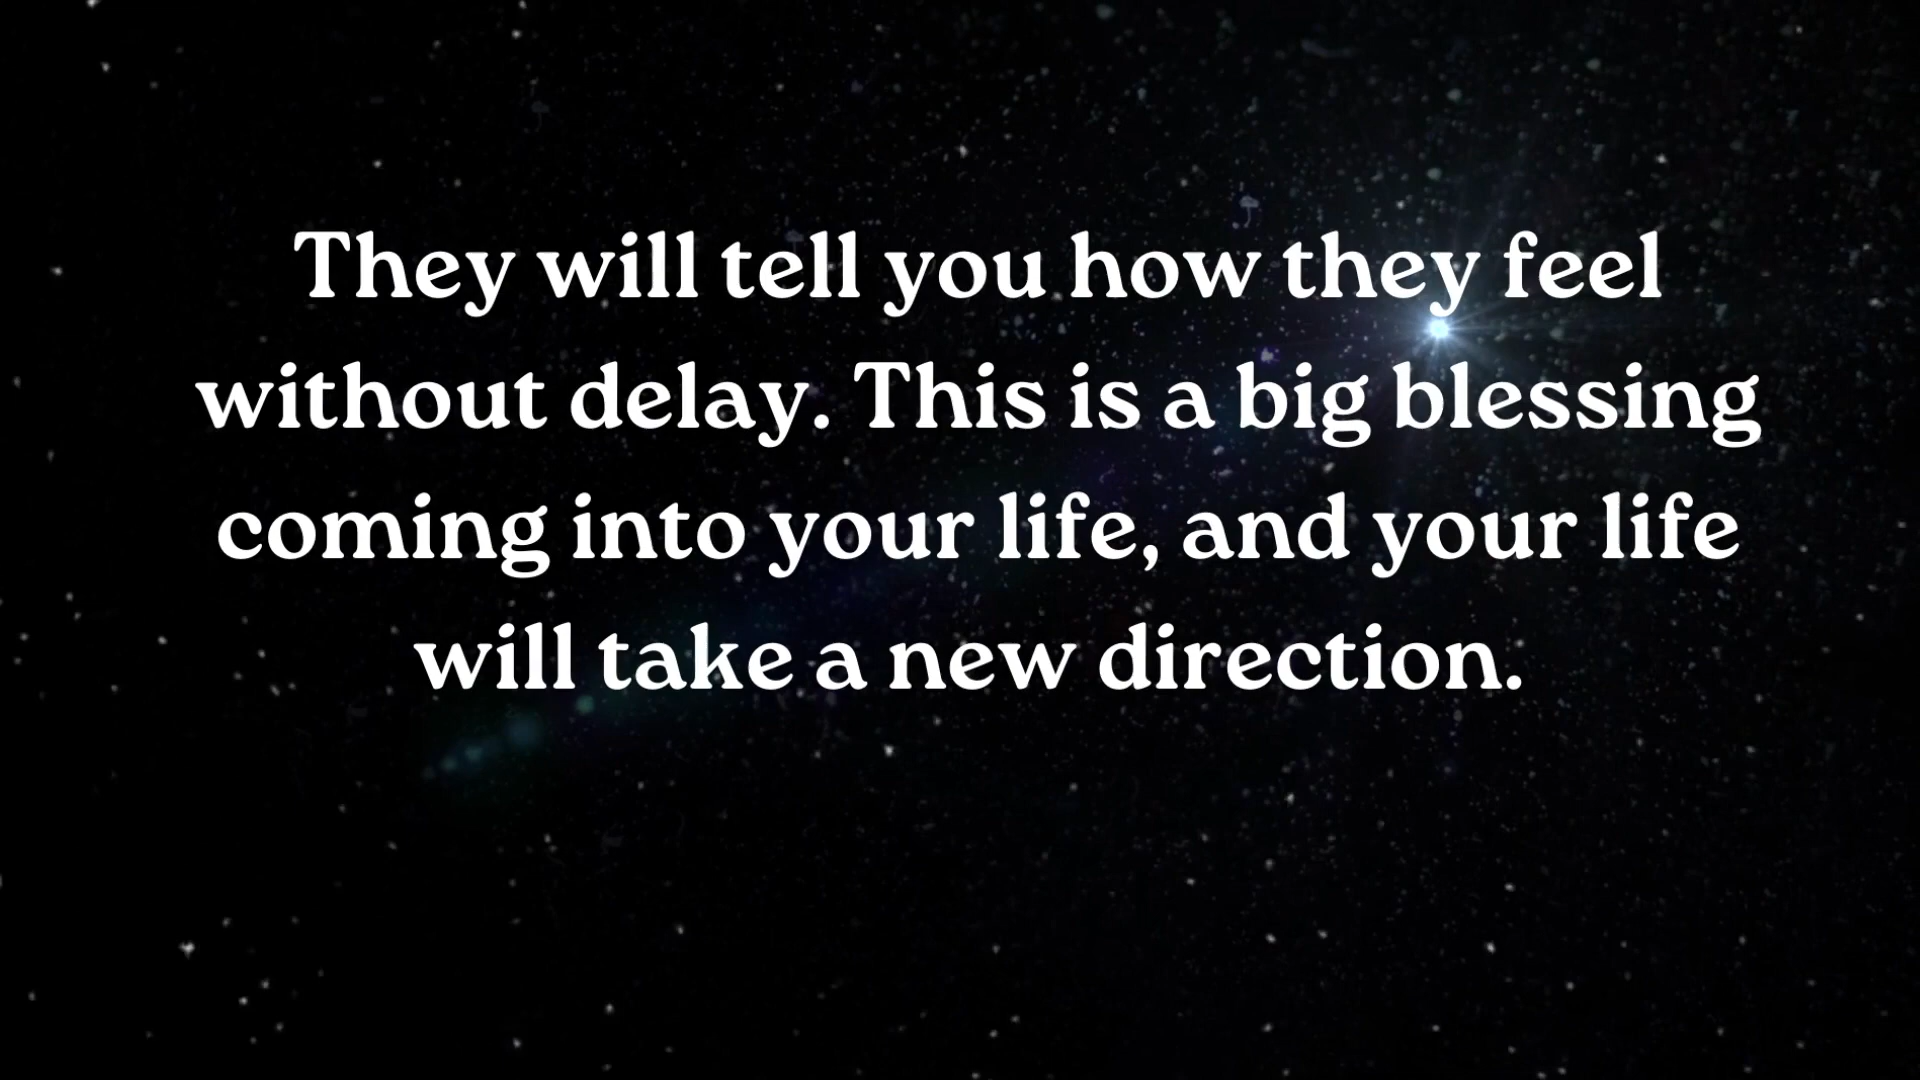 They will tell you how they feel
without delay. This is a big blessing
coming into your life, and your life
will take a new direction.